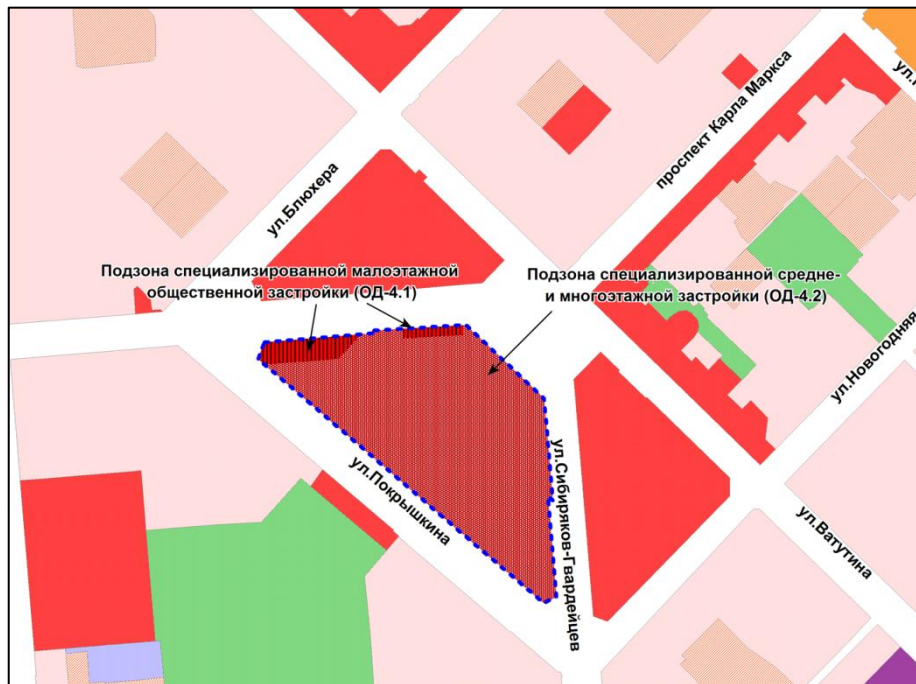 проспект Карла Маркса
ул.Блюхера
Подзона специализированной малоэтажной
общественной застройки (ОД-4.1)
Подзона специализированной средне-
и многоэтажной застройки (ОД-4.2)
ул.Новогодняя
ул.Покрышкина
ул.Сибиряков-Гвардейцев
ул.Ватутина